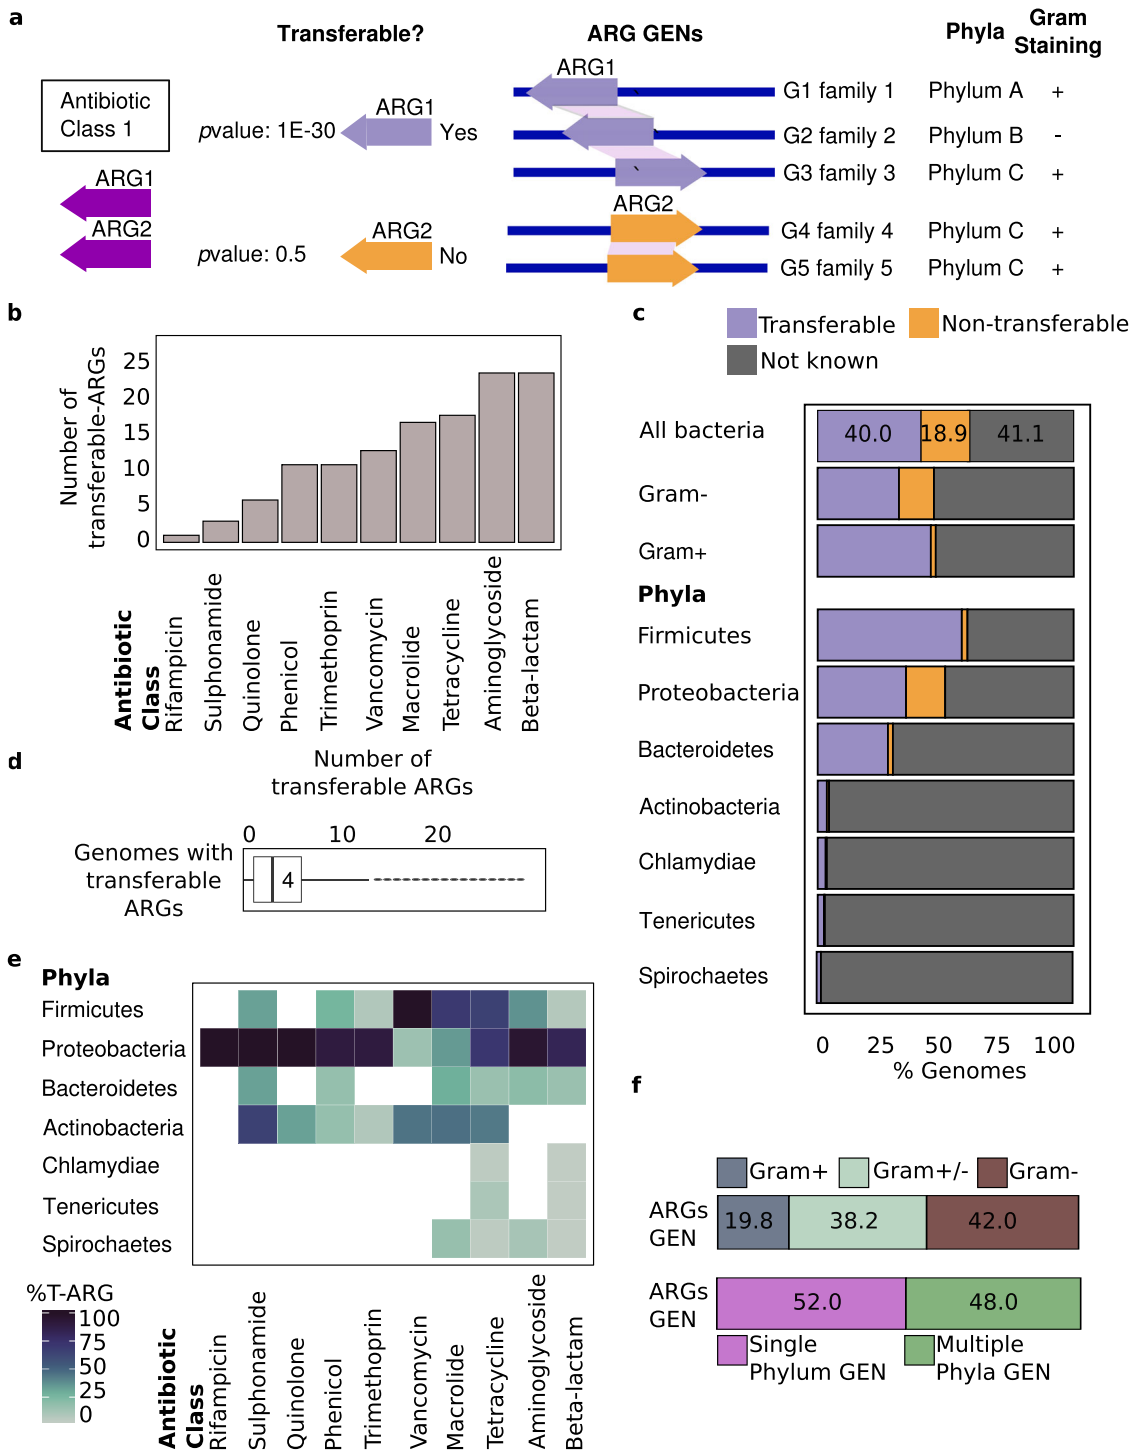 a
Transferable?
ARG GENs
Phyla
Gram
Staining
Antibiotic
Class 1
ARG1
ARG2
pvalue: 1E-30
ARG1
Yes
pvalue: 0.5
ARG2
No
ARG1
G1 family 1 Phylum A +
G2 family 2 Phylum B -
G3 family 3 Phylum C +
ARG2
G4 family 4 Phylum C +
G5 family 5 Phylum C +
b
Number of
transferable-ARGs
25
20
15
10
5
0
Antibiotic
Class
Rifampicin
Sulphonamide
Quinolone
Phenicol
Trimethoprin
Vancomycin
Macrolide
Tetracycline
Aminoglycoside
Beta-lactam
c
Transferable
Non-transferable
Not known
All bacteria
40.0 18.9 41.1
Gram-
Gram+
Phyla
Firmicutes
Proteobacteria
Bacteroidetes
Actinobacteria
Chlamydiae
Tenericutes
Spirochaetes
0 25 50 75 100
% Genomes
d
Number of
transferable ARGs
0 10 20
Genomes with
transferable
ARGs
4
e
Phyla
Firmicutes
Proteobacteria
Bacteroidetes
Actinobacteria
Chlamydiae
Tenericutes
Spirochaetes
%T-ARG
100
75
50
25
0
Antibiotic
Class
Rifampicin
Sulphonamide
Quinolone
Phenicol
Trimethoprin
Vancomycin
Macrolide
Tetracycline
Aminoglycoside
Beta-lactam
f
Gram+
Gram+/-
Gram-
ARGs
GEN
19.8 38.2 42.0
ARGs
GEN
52.0 48.0
Single
Phylum GEN
Multiple
Phyla GEN